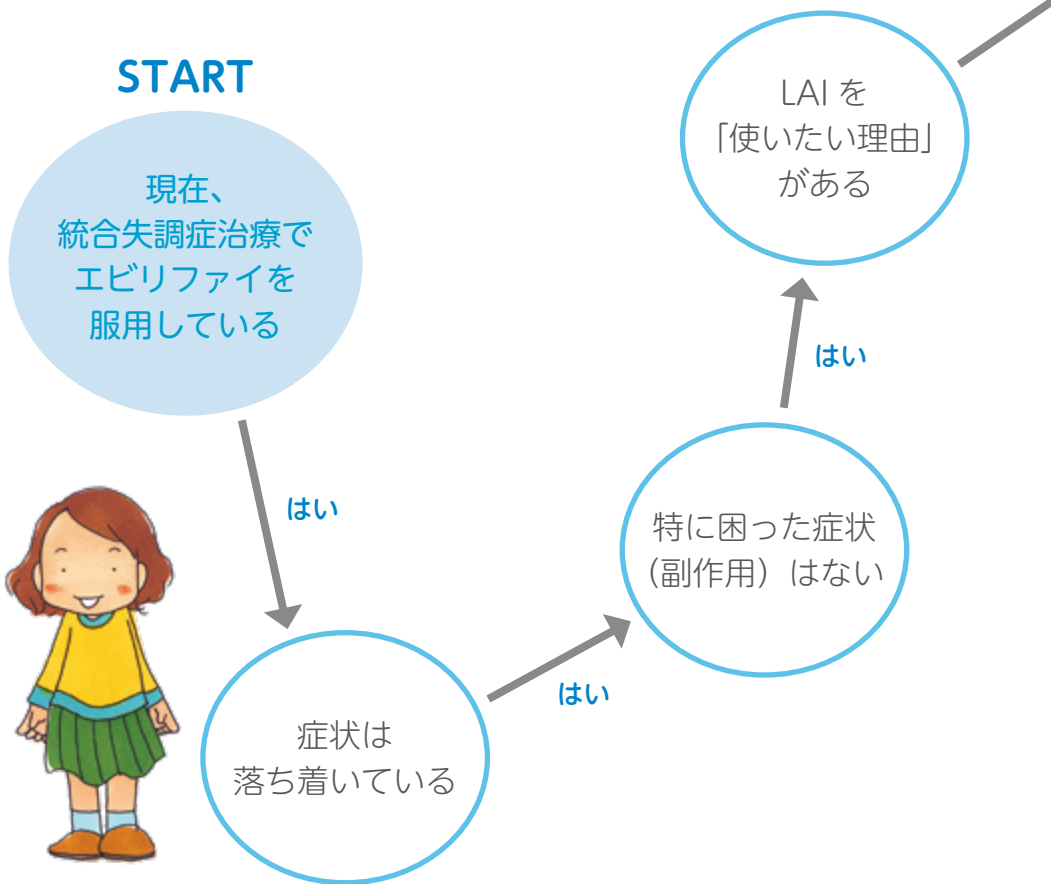 START
現在、
統合失調症治療で
エビリファイを
服用している
はい
症状は
落ち着いている
はい
特に困った症状
（副作用）はない
はい
LAI を
「使いたい理由」
がある